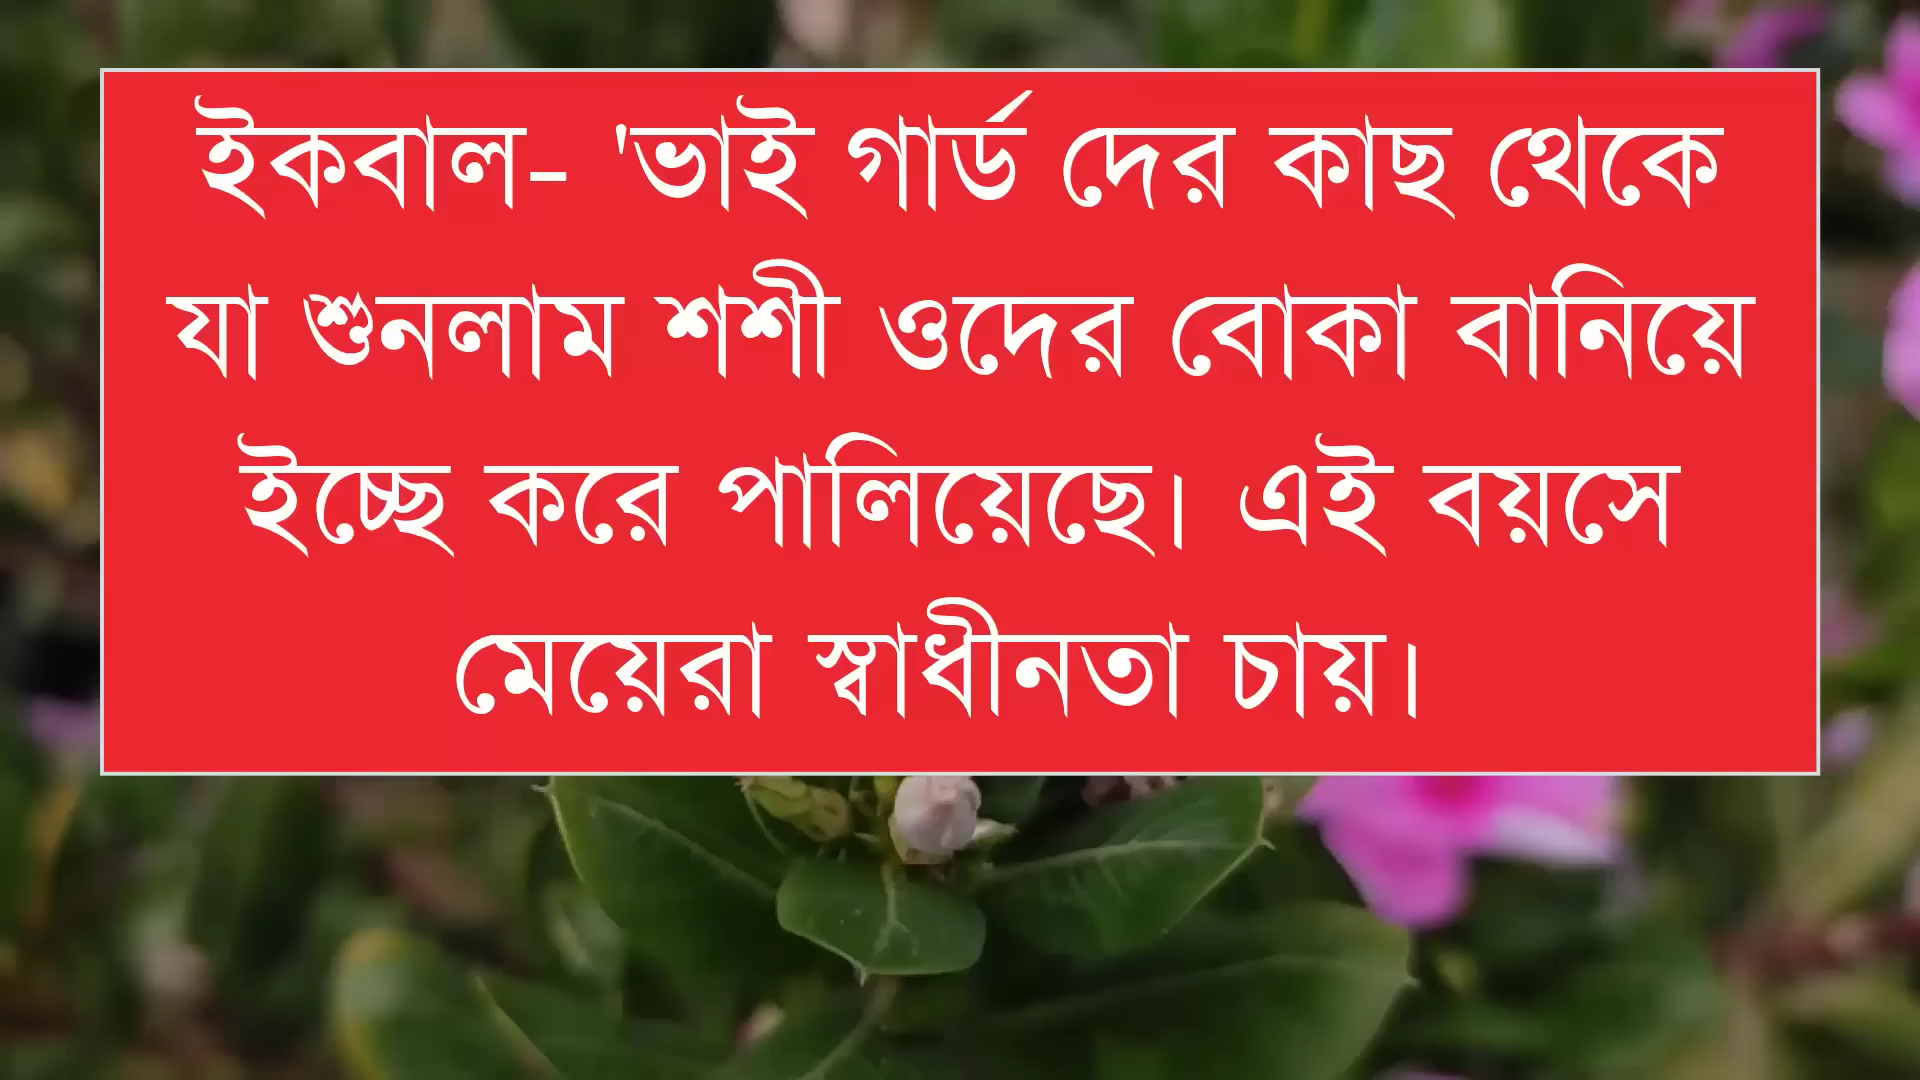 ইকবাল- 'ভাই গার্ড দের কাছ থেকে
যা শুনলাম শশী ওদের বোকা বানিয়ে
ইচ্ছে করে পালিয়েছে। এই বয়সে
মেয়েরা স্বাধীনতা চায়।